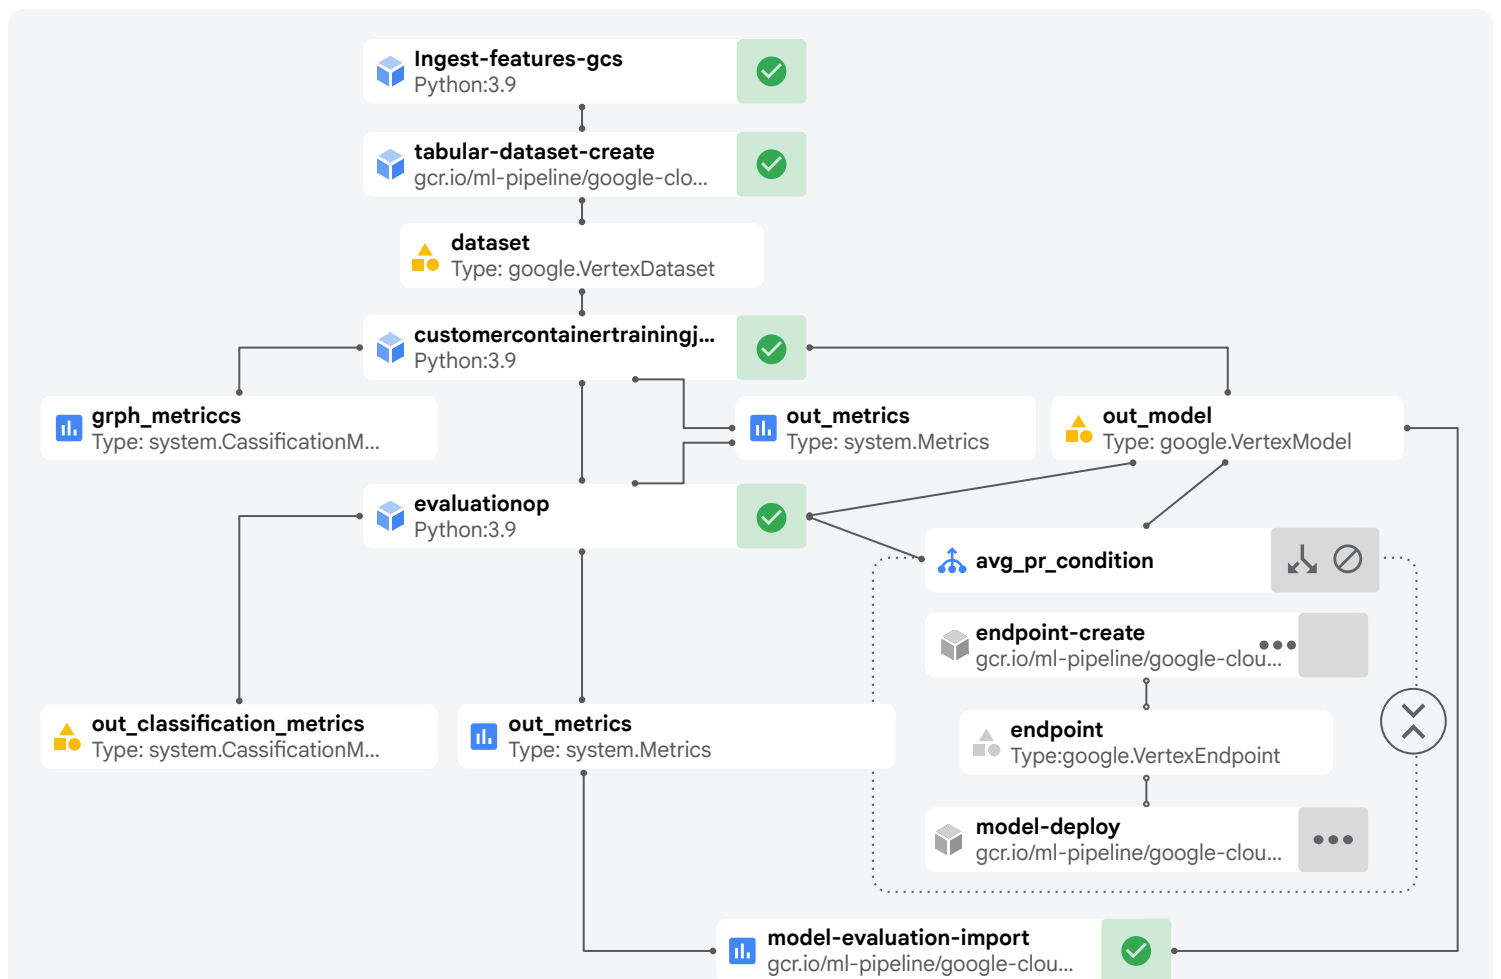 Ingest-features-gcs
Python:3.9
tabular-dataset-create
gcr.io/ml-pipeline/google-clo...
dataset
Type: google.VertexDataset
customercontainertrainingj...
Python:3.9
grph_metriccs
Type: system.CassificationM...
out_metrics
Type: system.Metrics
out_model
Type: google.VertexModel
evaluationop
Python:3.9
avg_pr_condition
endpoint-create
gcr.io/ml-pipeline/google-clou...
out_classification_metrics
Type: system.CassificationM...
out_metrics
Type: system.Metrics
endpoint
Type:google.VertexEndpoint
model-deploy
gcr.io/ml-pipeline/google-clou...
model-evaluation-import
gcr.io/ml-pipeline/google-clou...